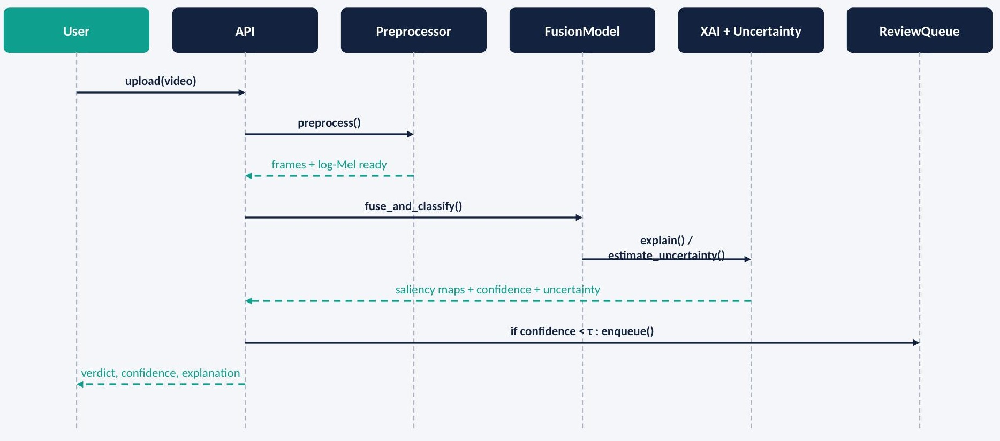 User
API
Preprocessor
FusionModel
XAI + Uncertainty
ReviewQueue
upload(video)
preprocess()
frames + log-Mel ready
fuse_and_classify()
explain() /
estimate_uncertainty()
saliency maps + confidence + uncertainty
if confidence < τ : enqueue()
verdict, confidence, explanation